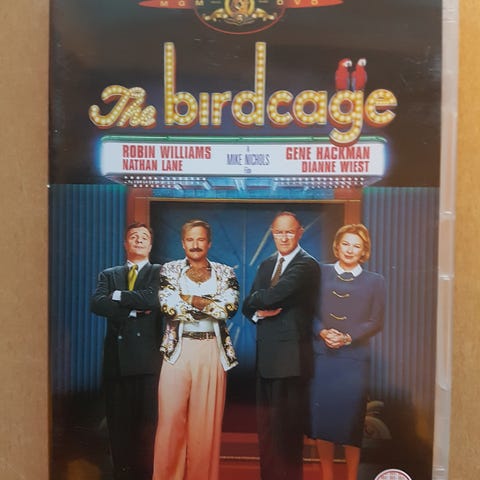 MGM DVD
The birdcage
ROBIN WILLIAMS
NATHAN LANE
A
MIKE NICHOLS
Film
GENE HACKMAN
DIANNE WIEST